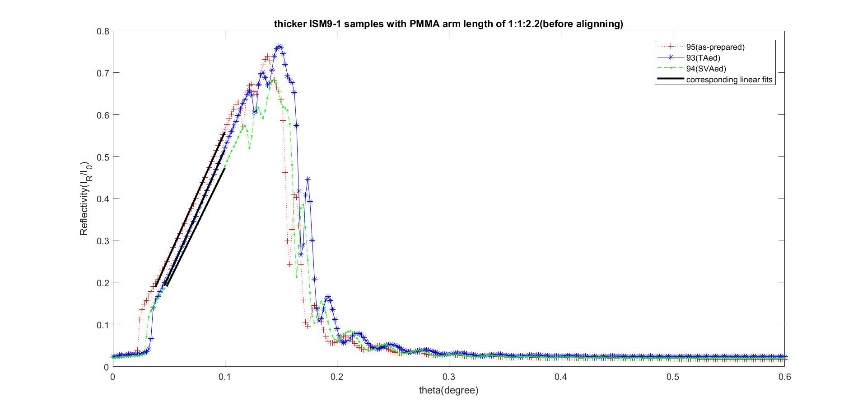 thicker ISM9-1 samples with PMMA arm length of 1:1:2.2(before alignning)
0.8
0.7
0.6
0.5
0.4
0.3
0.2
0.1
0
Reflectivity(I_R/I_0)
95(as-prepared)
93(TAed)
94(SVAed)
corresponding linear fits
0 0.1 0.2 0.3 0.4 0.5 0.6
theta(degree)